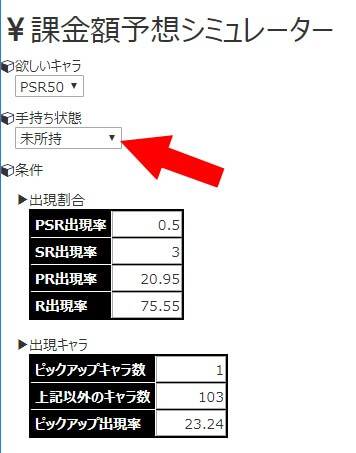 ¥課金額予想シミュレーター
欲しいキャラ
PSR50
手持ち状態
未所持
条件
▶出現割合
PSR出現率 0.5
SR出現率 3
PR出現率 20.95
R出現率 75.55
▶出現キャラ
ピックアップキャラ数 1
上記以外のキャラ数 103
ピックアップ出現率 23.24